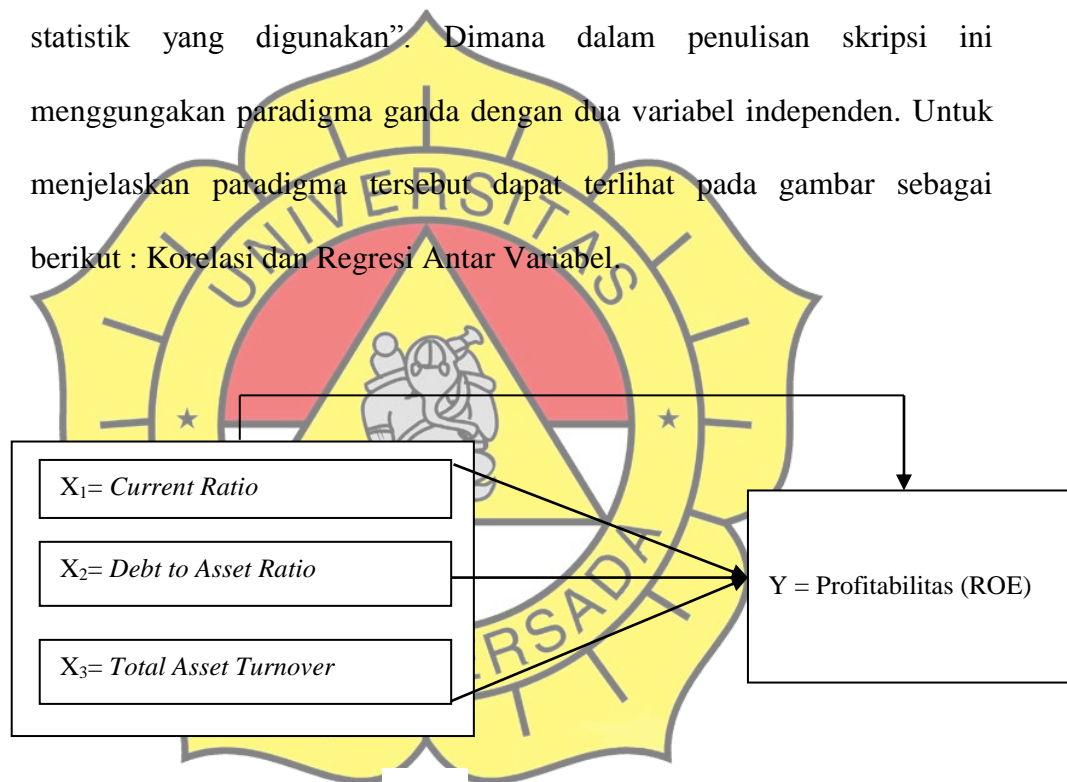 statistik yang digunakan”. Dimana dalam penulisan skripsi ini
menggungakan paradigma ganda dengan dua variabel independen. Untuk
menjelaskan paradigma tersebut dapat terlihat pada gambar sebagai
berikut : Korelasi dan Regresi Antar Variabel.
UNIVERSITAS
X₁= Current Ratio
X₂= Debt to Asset Ratio
X₃= Total Asset Turnover
Y = Profitabilitas (ROE)
ERSADA